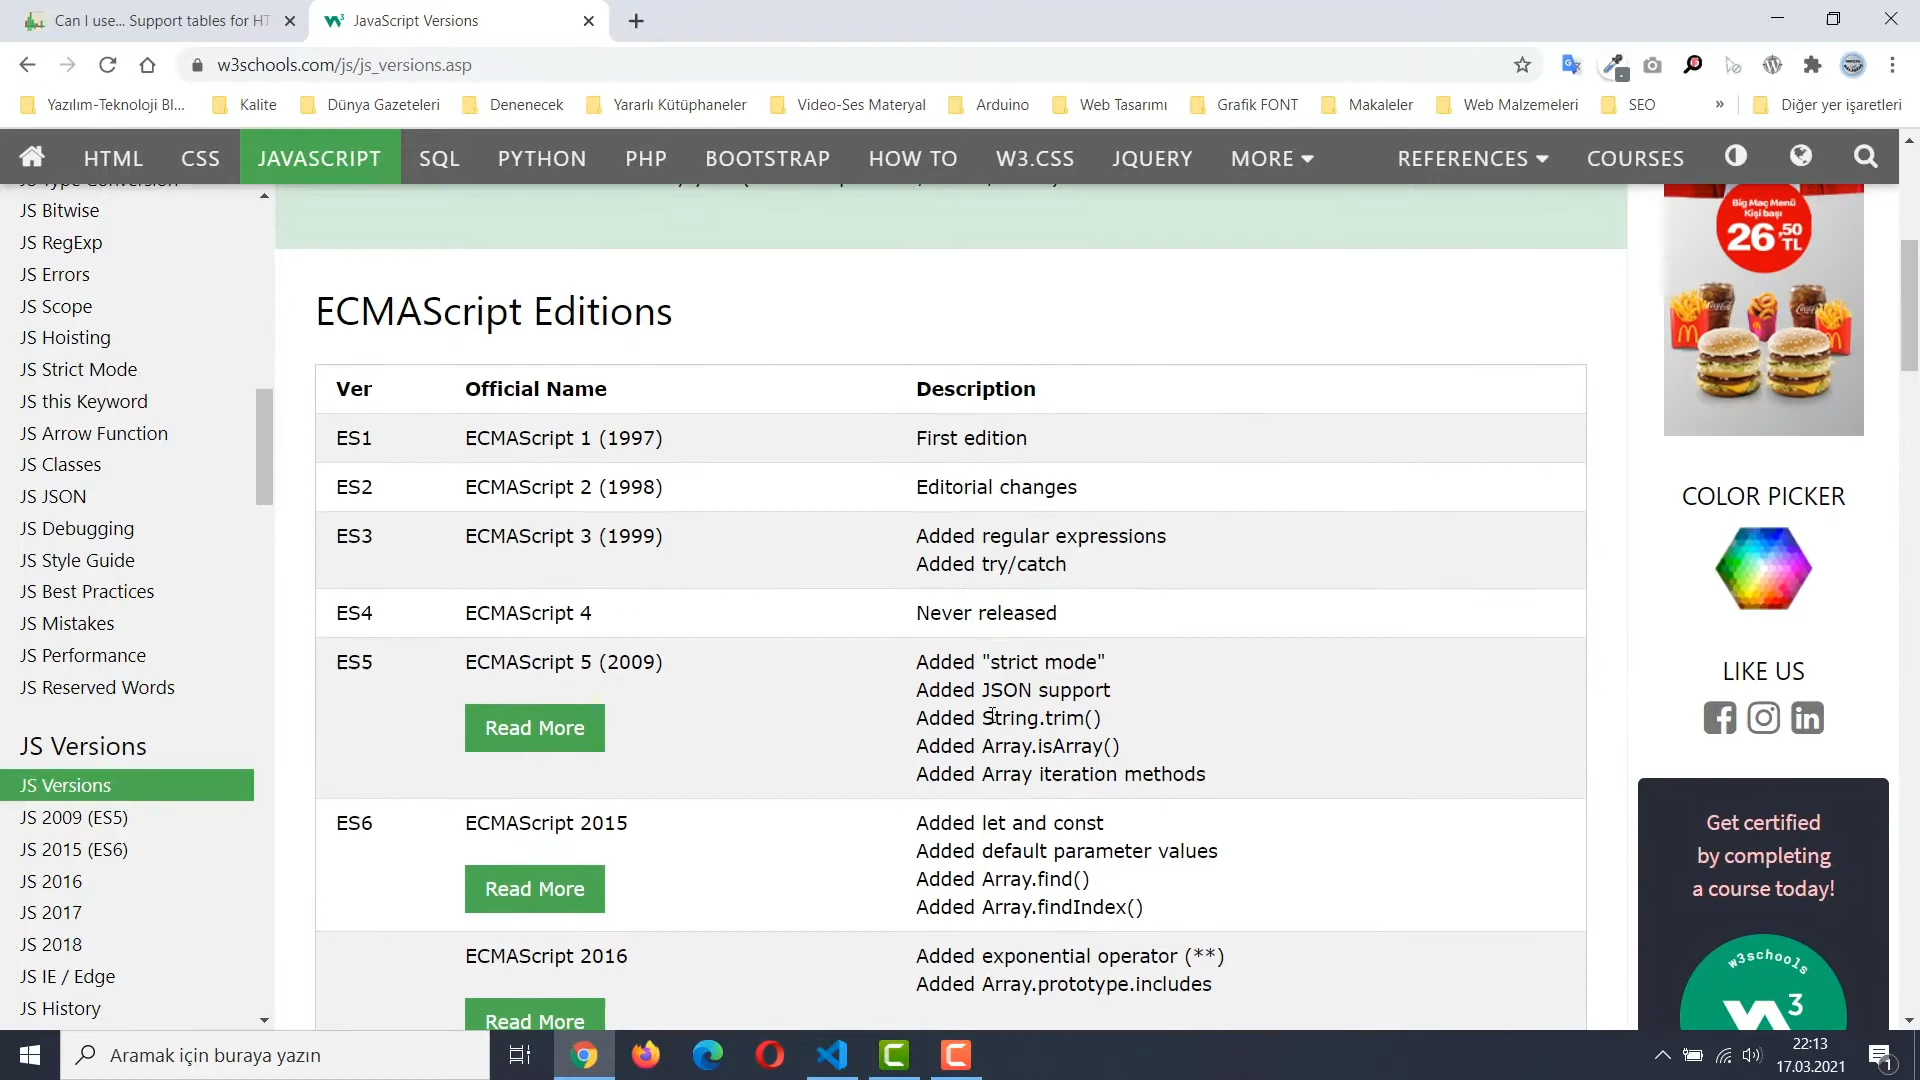 Can I use... Support tables for HT
JavaScript Versions
w3schools.com/js/js_versions.asp
Yazılım-Teknoloji Bl...
Kalite
Dünya Gazeteleri
Denenecek
Yararlı Kütüphaneler
Video-Ses Materyal
Arduino
Web Tasarımı
Grafik FONT
Makaleler
Web Malzemeleri
SEO
»
Diğer yer işaretleri
HTML
CSS
JAVASCRIPT
SQL
PYTHON
PHP
BOOTSTRAP
HOW TO
W3.CSS
JQUERY
MORE
REFERENCES
COURSES
JS Type Conversion
JS Bitwise
JS RegExp
JS Errors
JS Scope
JS Hoisting
JS Strict Mode
JS this Keyword
JS Arrow Function
JS Classes
JS JSON
JS Debugging
JS Style Guide
JS Best Practices
JS Mistakes
JS Performance
JS Reserved Words
JS Versions
JS Versions
JS 2009 (ES5)
JS 2015 (ES6)
JS 2016
JS 2017
JS 2018
JS IE / Edge
JS History
ECMAScript Editions
Ver Official Name Description
ES1 ECMAScript 1 (1997) First edition
ES2 ECMAScript 2 (1998) Editorial changes
ES3 ECMAScript 3 (1999) Added regular expressions
Added try/catch
ES4 ECMAScript 4 Never released
ES5 ECMAScript 5 (2009) Added "strict mode"
Added JSON support
Read More Added String.trim()
Added Array.isArray()
Added Array iteration methods
ES6 ECMAScript 2015 Added let and const
Added default parameter values
Read More Added Array.find()
Added Array.findIndex()
ECMAScript 2016 Added exponential operator (**)
Added Array.prototype.includes
Read More
Big Maç Menü
Kişi başı
26,50
TL
COLOR PICKER
LIKE US
Get certified
by completing
a course today!
w3schools
W3
Aramak için buraya yazın
22:13
17.03.2021
1